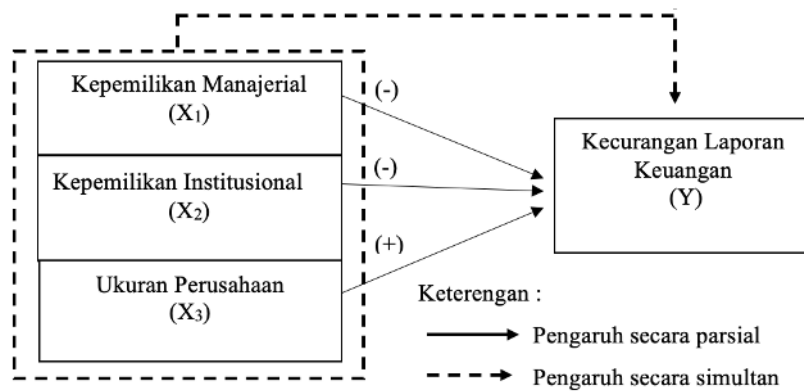 Kepemilikan Manajerial
(X₁)
(-)
Kepemilikan Institusional
(X₂)
(-)
Ukuran Perusahaan
(X₃)
(+)
Kecurangan Laporan
Keuangan
(Y)
Keterengan :
Pengaruh secara parsial
Pengaruh secara simultan